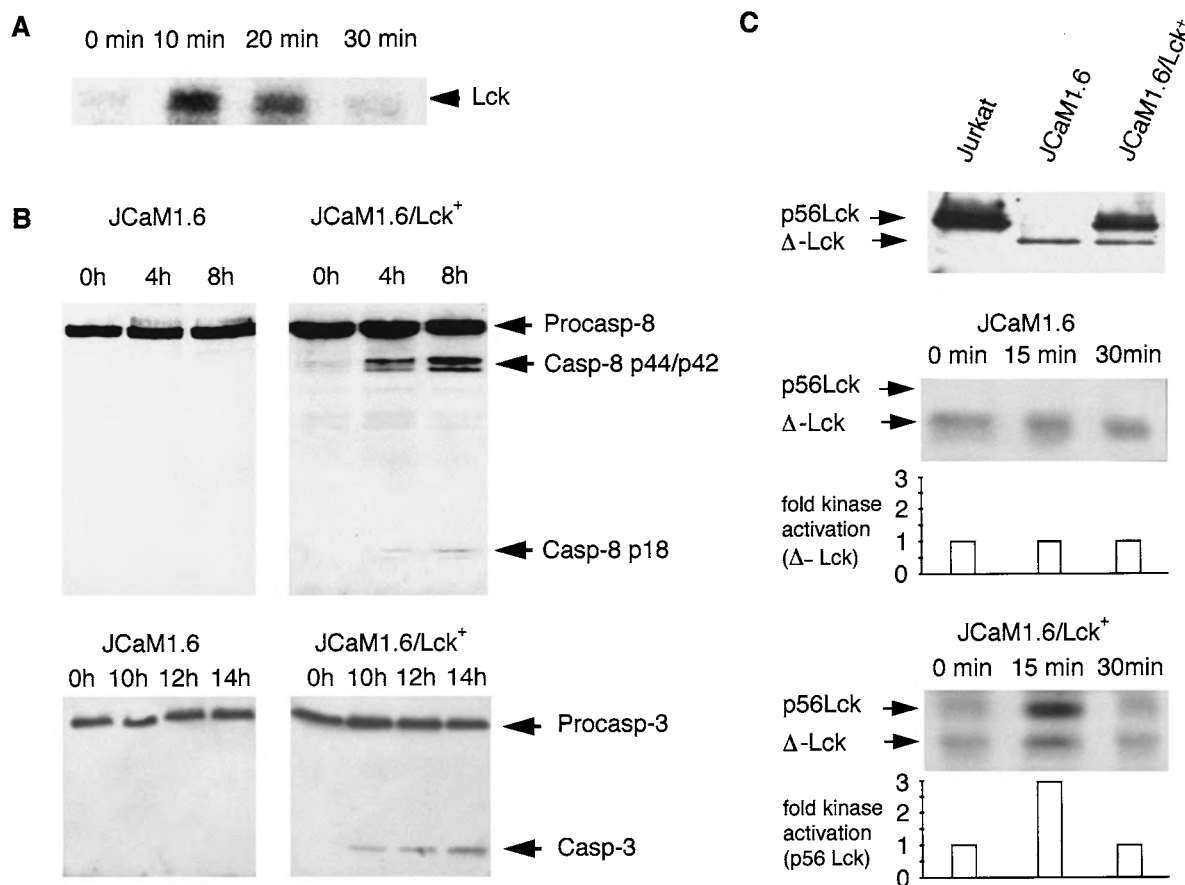 A
0 min 10 min 20 min 30 min
Lck
B
JCaM1.6 JCaM1.6/Lck+
0h 4h 8h 0h 4h 8h
Procasp-8
Casp-8 p44/p42
Casp-8 p18
JCaM1.6 JCaM1.6/Lck+
0h 10h 12h 14h 0h 10h 12h 14h
Procasp-3
Casp-3
C
Jurkat JCaM1.6 JCaM1.6/Lck+
p56Lck
Δ-Lck
JCaM1.6
0 min 15 min 30min
p56Lck
Δ-Lck
3
fold kinase 2
activation 1
(Δ– Lck) 0
JCaM1.6/Lck+
0 min 15 min 30min
p56Lck
Δ-Lck
3
fold kinase 2
activation 1
(p56 Lck) 0